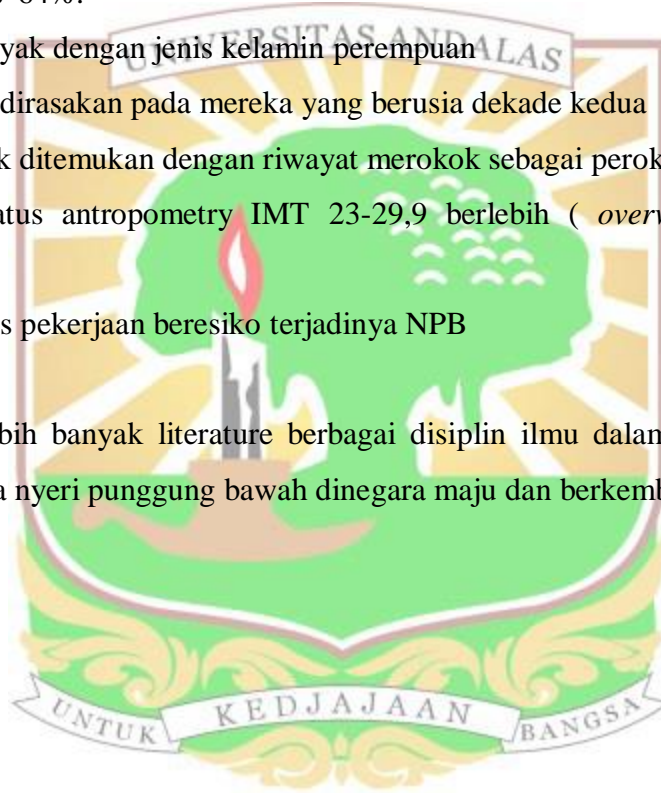 64%.
UNIVERSITAS ANDALAS
yak dengan jenis kelamin perempuan
dirasakan pada mereka yang berusia dekade kedua
k ditemukan dengan riwayat merokok sebagai perok
atus antropometry IMT 23-29,9 berlebih ( overw
s pekerjaan beresiko terjadinya NPB
bih banyak literature berbagai disiplin ilmu dalam
a nyeri punggung bawah dinegara maju dan berkemb
UNTUK KEDJAJAAN BANGSA